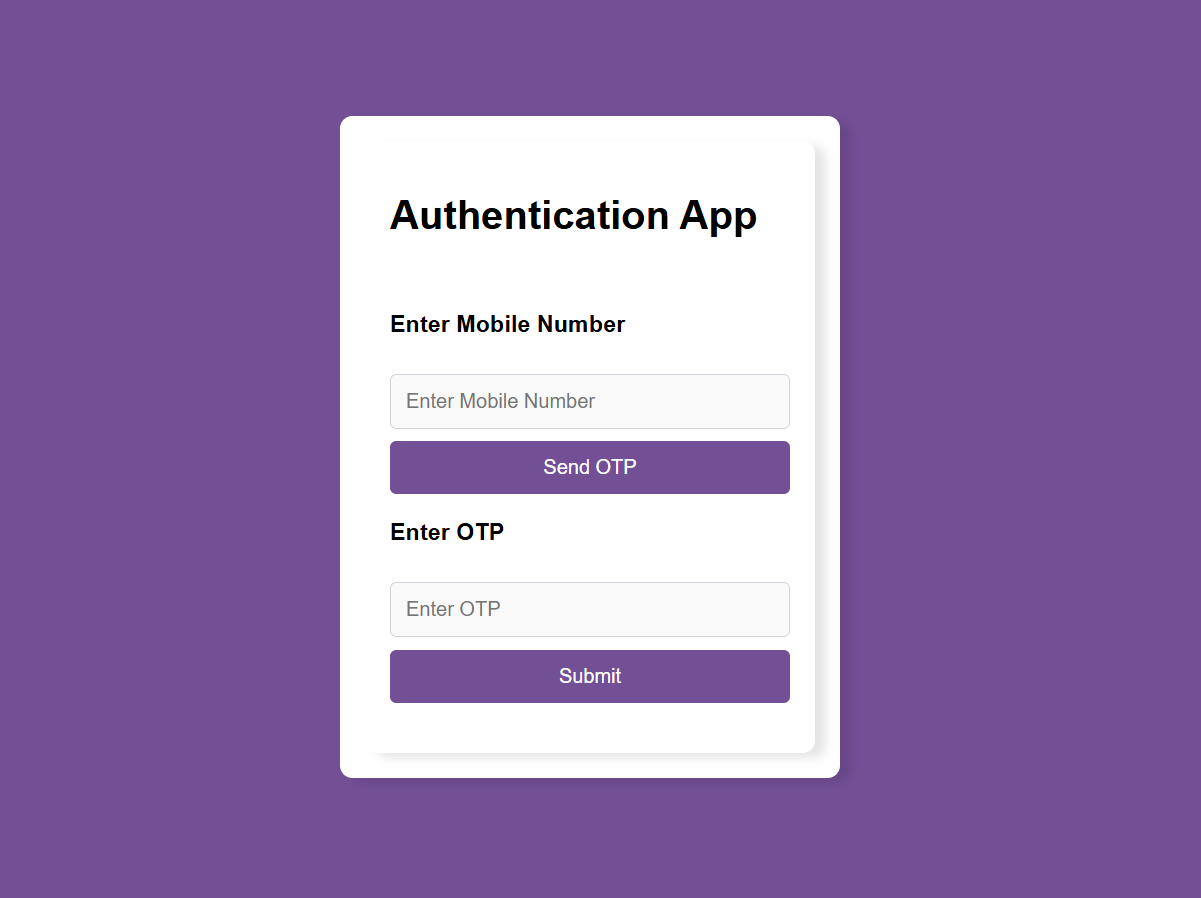 Authentication App
Enter Mobile Number
Enter Mobile Number
Send OTP
Enter OTP
Enter OTP
Submit